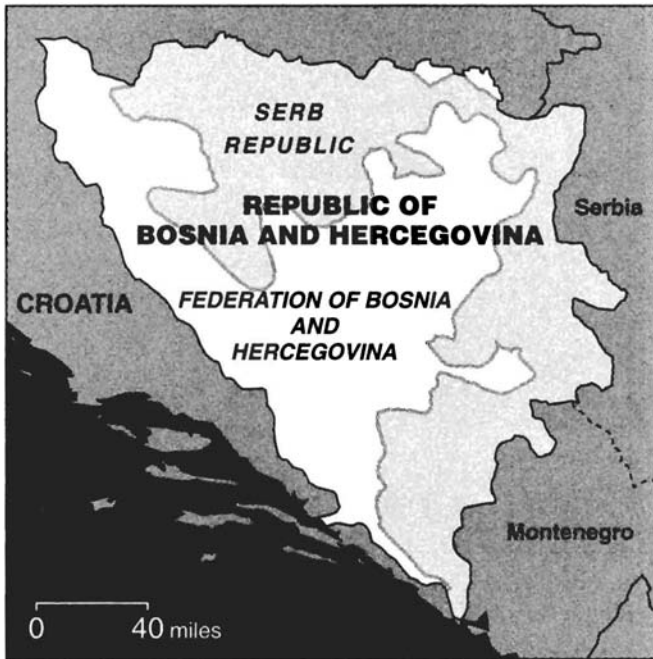 SERB
REPUBLIC
REPUBLIC OF
BOSNIA AND HERCEGOVINA
Serbia
CROATIA
FEDERATION OF BOSNIA
AND
HERCEGOVINA
Montenegro
0 40 miles